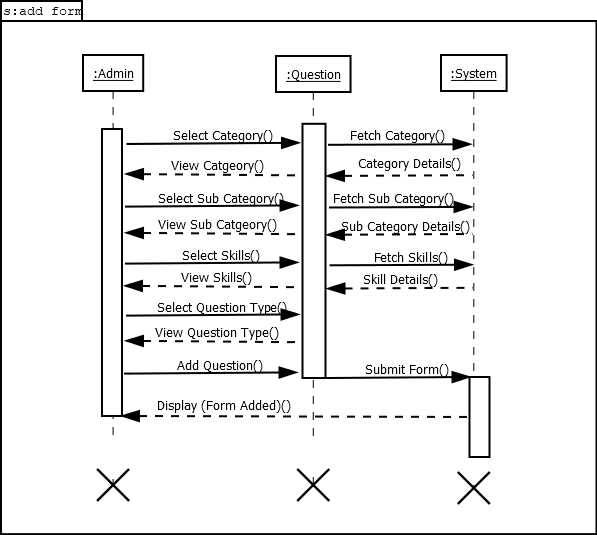 s:add form
:Admin
:Question
:System
Select Category()
Fetch Category()
View Catgeory()
Category Details()
Select Sub Category()
Fetch Sub Category()
View Sub Catgeory()
Sub Category Details()
Select Skills()
Fetch Skills()
View Skills()
Skill Details()
Select Question Type()
View Question Type()
Add Question()
Submit Form()
Display (Form Added)()